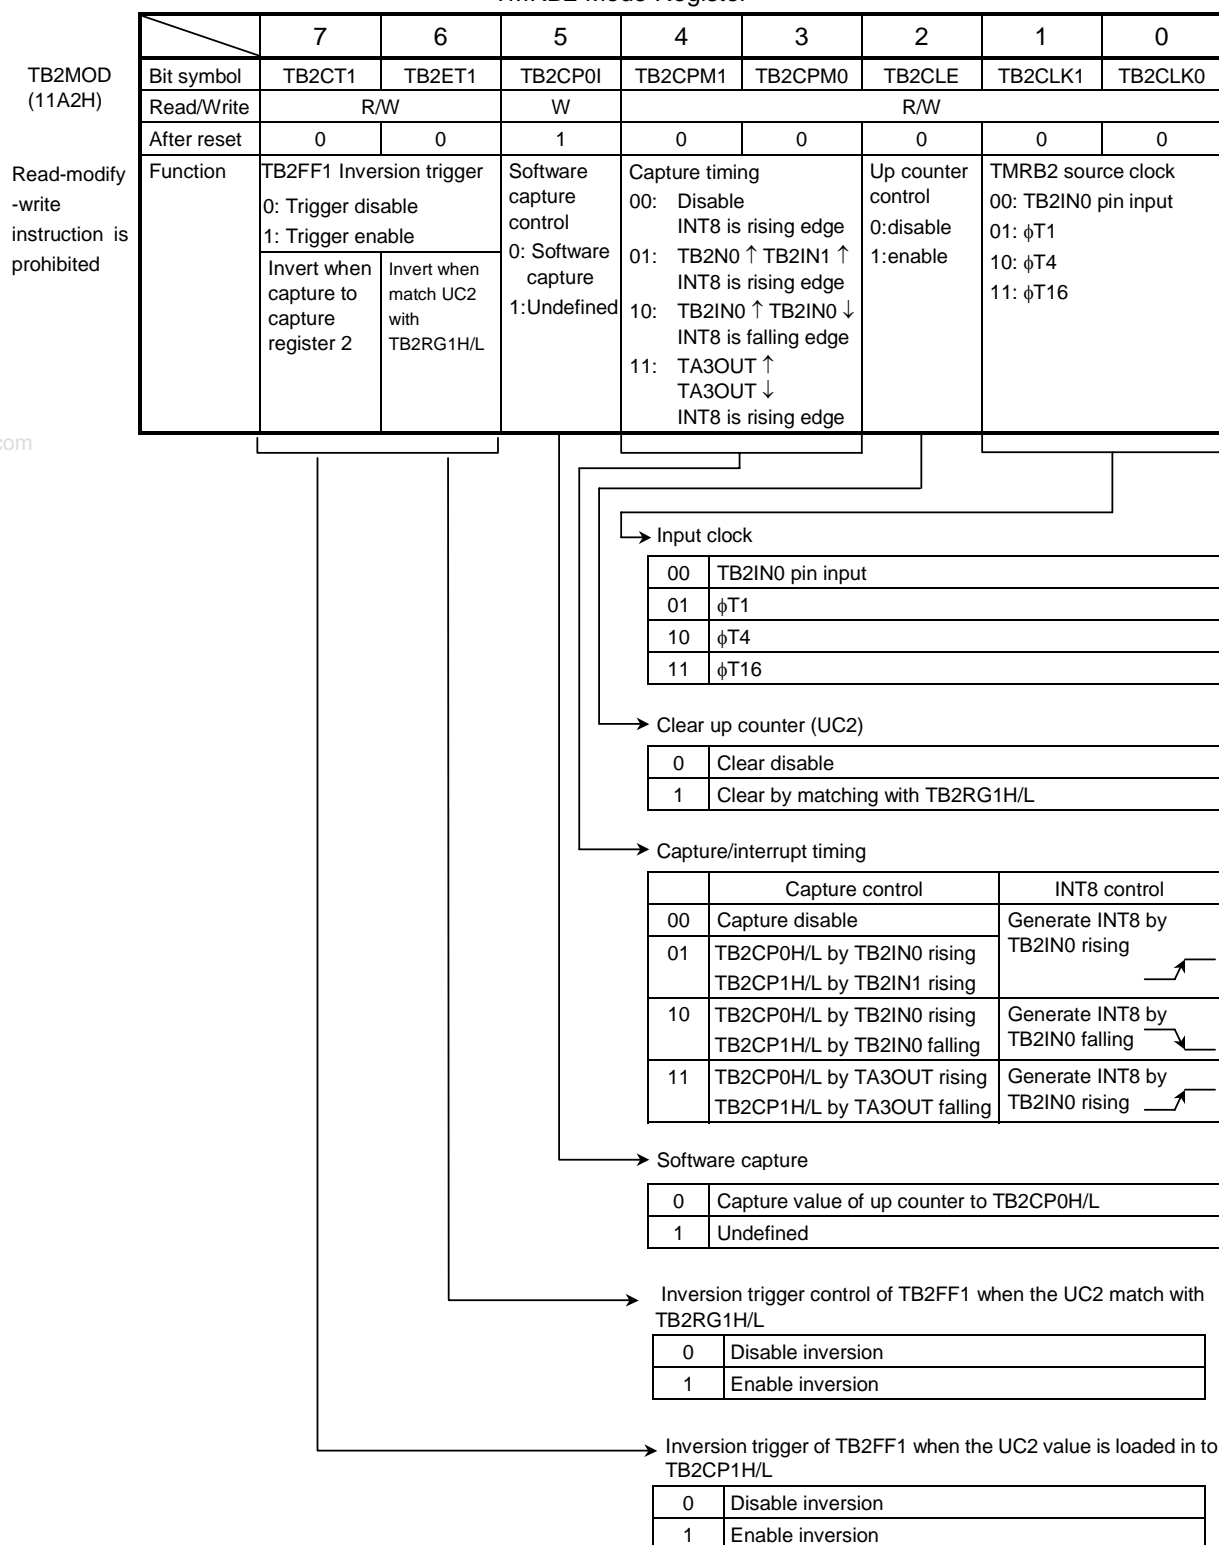 TMRB2 Mode Register
7 6 5 4 3 2 1 0
TB2MOD
(11A2H)
Bit symbol TB2CT1 TB2ET1 TB2CP0I TB2CPM1 TB2CPM0 TB2CLE TB2CLK1 TB2CLK0
Read/Write R/W W R/W
After reset 0 0 1 0 0 0 0 0
Read-modify
-write
instruction is
prohibited
Function
TB2FF1 Inversion trigger
0: Trigger disable
1: Trigger enable
Invert when
capture to
capture
register 2
Invert when
match UC2
with
TB2RG1H/L
Software
capture
control
0: Software
capture
1:Undefined
Capture timing
00: Disable
INT8 is rising edge
01: TB2N0 ↑ TB2IN1 ↑
INT8 is rising edge
10: TB2IN0 ↑ TB2IN0 ↓
INT8 is falling edge
11: TA3OUT ↑
TA3OUT ↓
INT8 is rising edge
Up counter
control
0:disable
1:enable
TMRB2 source clock
00: TB2IN0 pin input
01: ϕT1
10: ϕT4
11: ϕT16
com
Input clock
00 TB2IN0 pin input
01 ϕT1
10 ϕT4
11 ϕT16
Clear up counter (UC2)
0 Clear disable
1 Clear by matching with TB2RG1H/L
Capture/interrupt timing
Capture control INT8 control
00 Capture disable
01 TB2CP0H/L by TB2IN0 rising
TB2CP1H/L by TB2IN1 rising
Generate INT8 by
TB2IN0 rising
10 TB2CP0H/L by TB2IN0 rising
TB2CP1H/L by TB2IN0 falling
Generate INT8 by
TB2IN0 falling
11 TB2CP0H/L by TA3OUT rising
TB2CP1H/L by TA3OUT falling
Generate INT8 by
TB2IN0 rising
Software capture
0 Capture value of up counter to TB2CP0H/L
1 Undefined
Inversion trigger control of TB2FF1 when the UC2 match with
TB2RG1H/L
0 Disable inversion
1 Enable inversion
Inversion trigger of TB2FF1 when the UC2 value is loaded in to
TB2CP1H/L
0 Disable inversion
1 Enable inversion